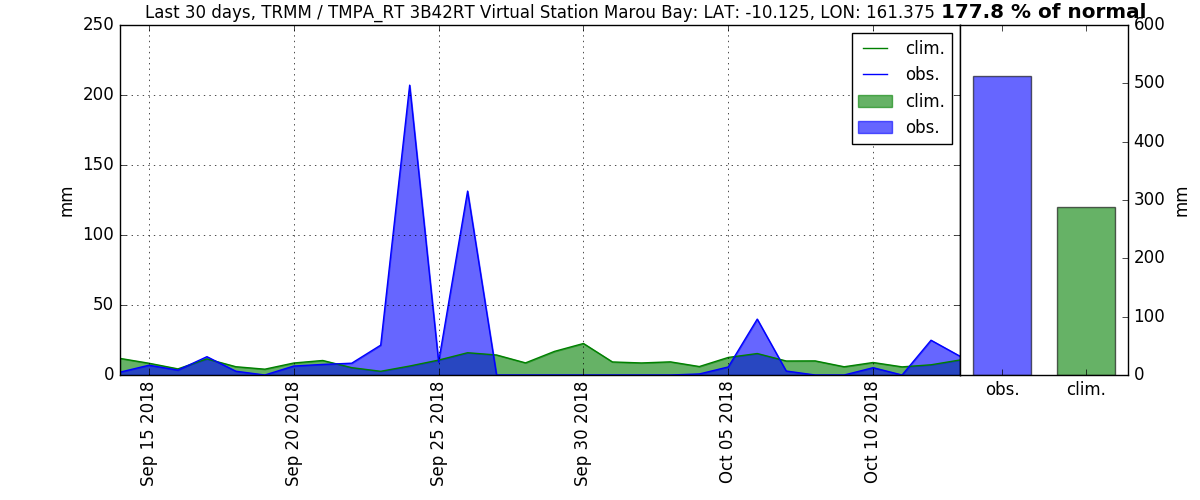 Last 30 days, TRMM / TMPA_RT 3B42RT Virtual Station Marou Bay: LAT: -10.125, LON: 161.375 177.8 % of normal
250
200
150
100
50
0
mm
clim.
obs.
clim.
obs.
Sep 15 2018
Sep 20 2018
Sep 25 2018
Sep 30 2018
Oct 05 2018
Oct 10 2018
600
500
400
300
200
100
0
mm
obs.
clim.